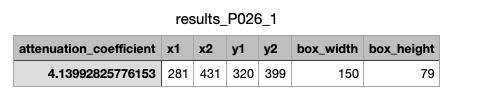 results_P026_1
attenuation_coefficient x1 x2 y1 y2 box_width box_height
4.13992825776153 281 431 320 399 150 79